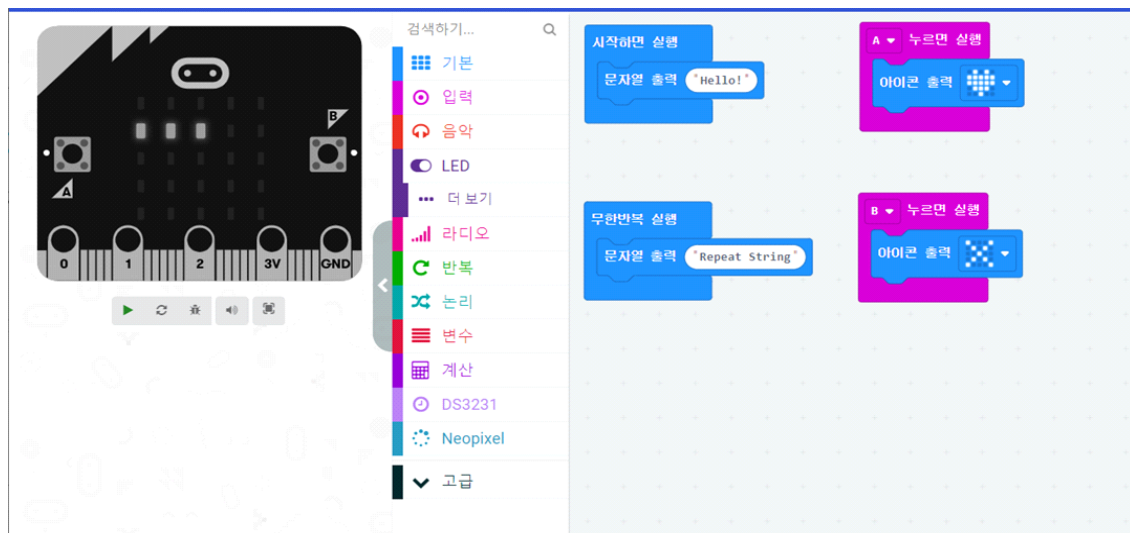 B
A
0
1
2
3V
GND
검색하기...
기본
입력
음악
LED
더 보기
라디오
반복
논리
변수
계산
DS3231
Neopixel
고급
시작하면 실행
문자열 출력 "Hello!"
A 누르면 실행
아이콘 출력
무한반복 실행
문자열 출력 "Repeat String"
B 누르면 실행
아이콘 출력